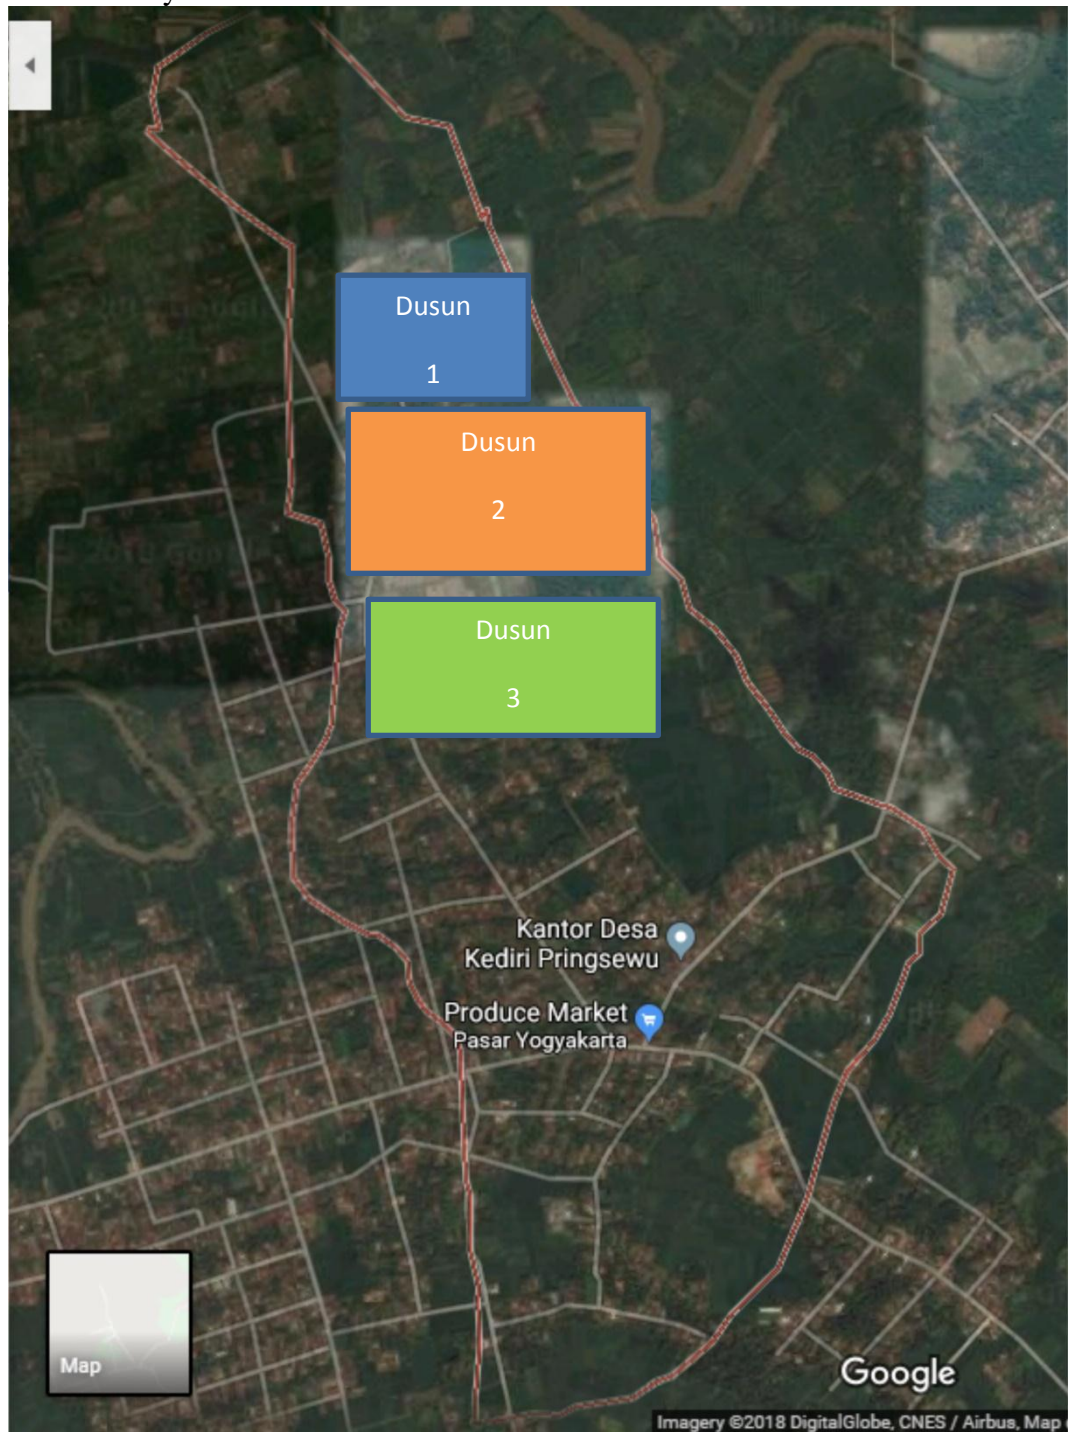 Dusun
1
Dusun
2
Dusun
3
Kantor Desa
Kediri Pringsewu
Produce Market
Pasar Yogyakarta
Map
Google
Imagery ©2018 DigitalGlobe, CNES / Airbus, Map